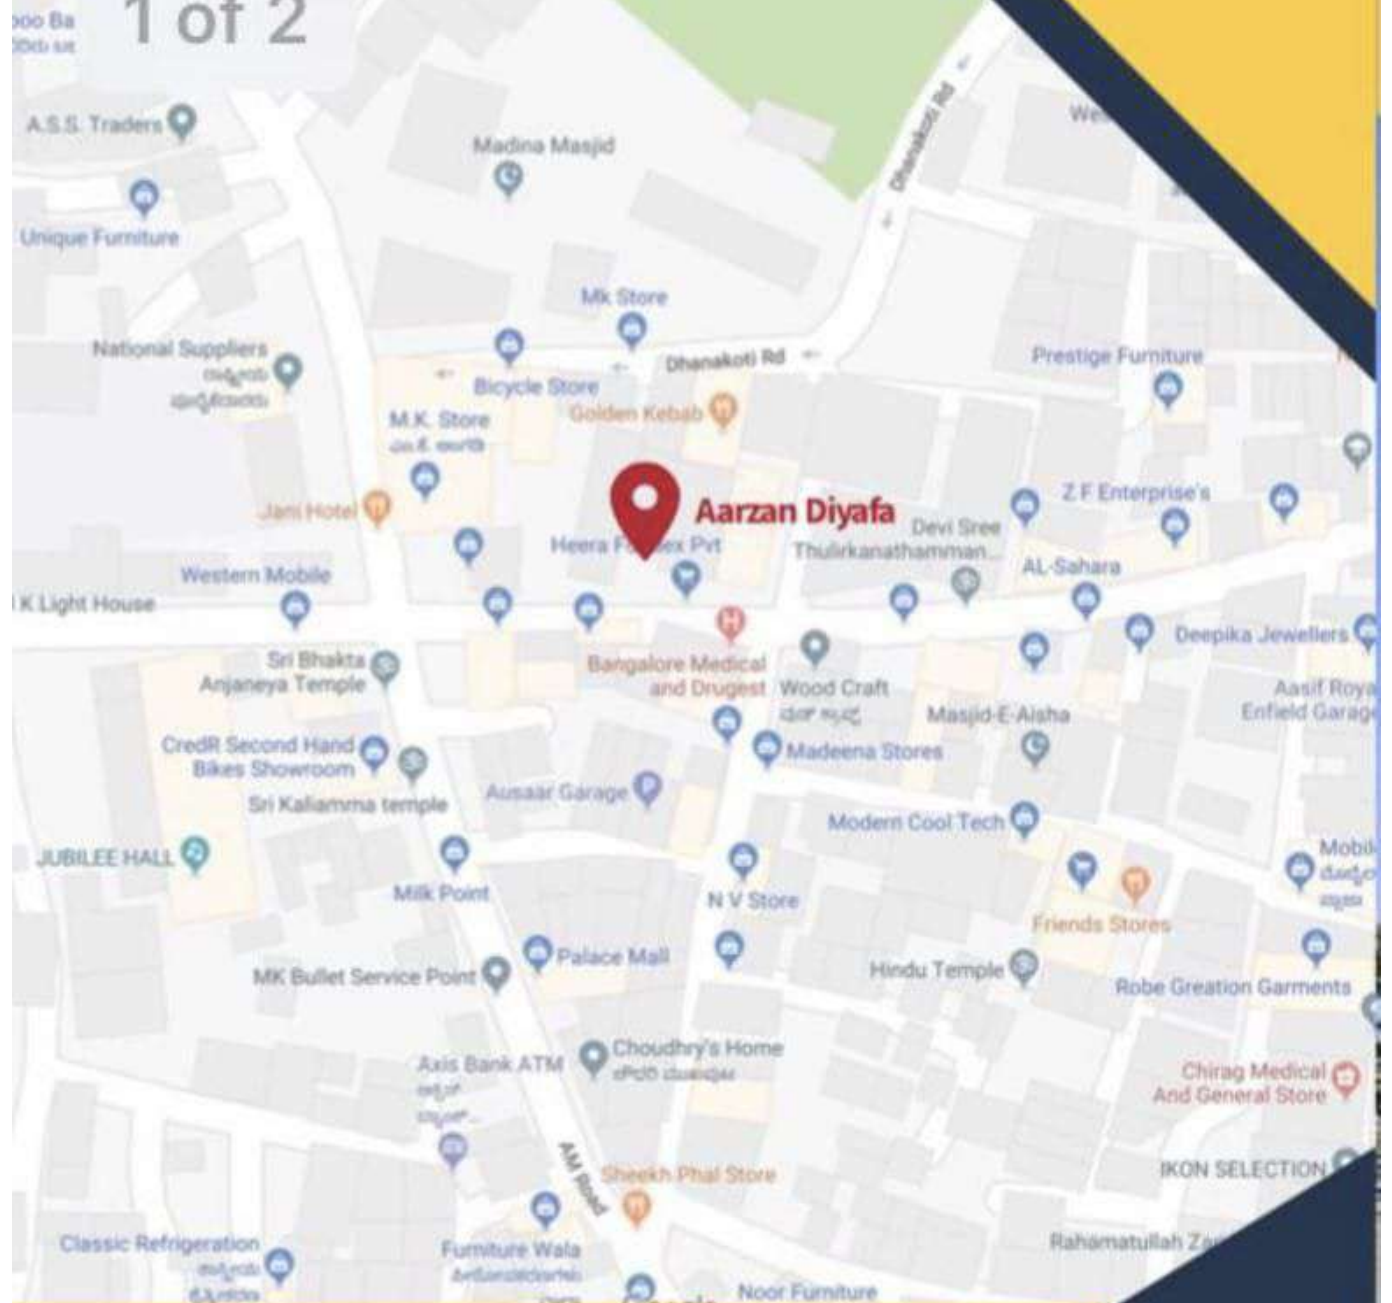 1 of 2
A.S.S. Traders
Unique Furniture
Madina Masjid
Dhanakoti Rd
Mk Store
National Suppliers
Bicycle Store
Dhanakoti Rd
Prestige Furniture
Golden Kebab
M.K. Store
Jani Hotel
Aarzan Diyafa
Z F Enterprise's
Heera
Pvt
Devi Sree
Thulirkanathamman...
Western Mobile
AL-Sahara
K Light House
Deepika Jewellers
Sri Bhakta
Anjaneya Temple
Bangalore Medical
and Drugest
Wood Craft
Masjid-E-Aisha
Aasif Roya
Enfield Garage
CredR Second Hand
Bikes Showroom
Madeena Stores
Sri Kaliamma temple
Ausaar Garage
Modern Cool Tech
JUBILEE HALL
Milk Point
N V Store
Friends Stores
Palace Mall
MK Bullet Service Point
Hindu Temple
Robe Greation Garments
Axis Bank ATM
Choudhry's Home
Chirag Medical
And General Store
AM Road
Sheekh Phal Store
IKON SELECTION
Classic Refrigeration
Furniture Wala
Rahamatullah
Noor Furniture